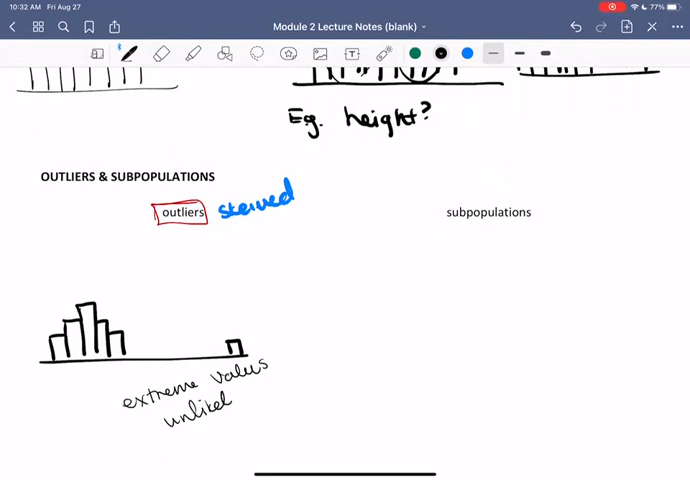 10:32 AM Fri Aug 27
77%
Module 2 Lecture Notes (blank)
Eg. height?
OUTLIERS & SUBPOPULATIONS
outliers skewed
subpopulations
extreme values
unlikel